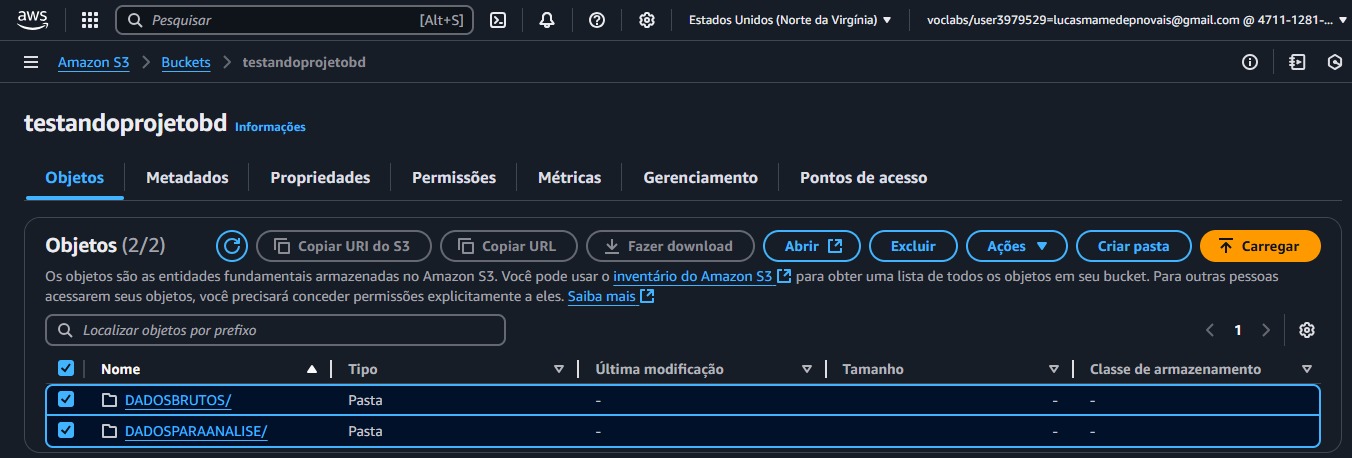 aws Pesquisar [Alt+S] Estados Unidos (Norte da Virgínia) voclabs/user3979529=lucasmamedepnovais@gmail.com @ 4711-1281-...
Amazon S3 > Buckets > testandoprojetobd
testandoprojetobd Informações
Objetos Metadados Propriedades Permissões Métricas Gerenciamento Pontos de acesso
Objetos (2/2) Copiar URI do S3 Copiar URL Fazer download Abrir Excluir Ações Criar pasta Carregar
Os objetos são as entidades fundamentais armazenadas no Amazon S3. Você pode usar o inventário do Amazon S3 para obter uma lista de todos os objetos em seu bucket. Para outras pessoas
acessarem seus objetos, você precisará conceder permissões explicitamente a eles. Saiba mais
Localizar objetos por prefixo 1
Nome Tipo Última modificação Tamanho Classe de armazenamento
DADOSBRUTOS/ Pasta - - -
DADOSPARAANALISE/ Pasta - - -